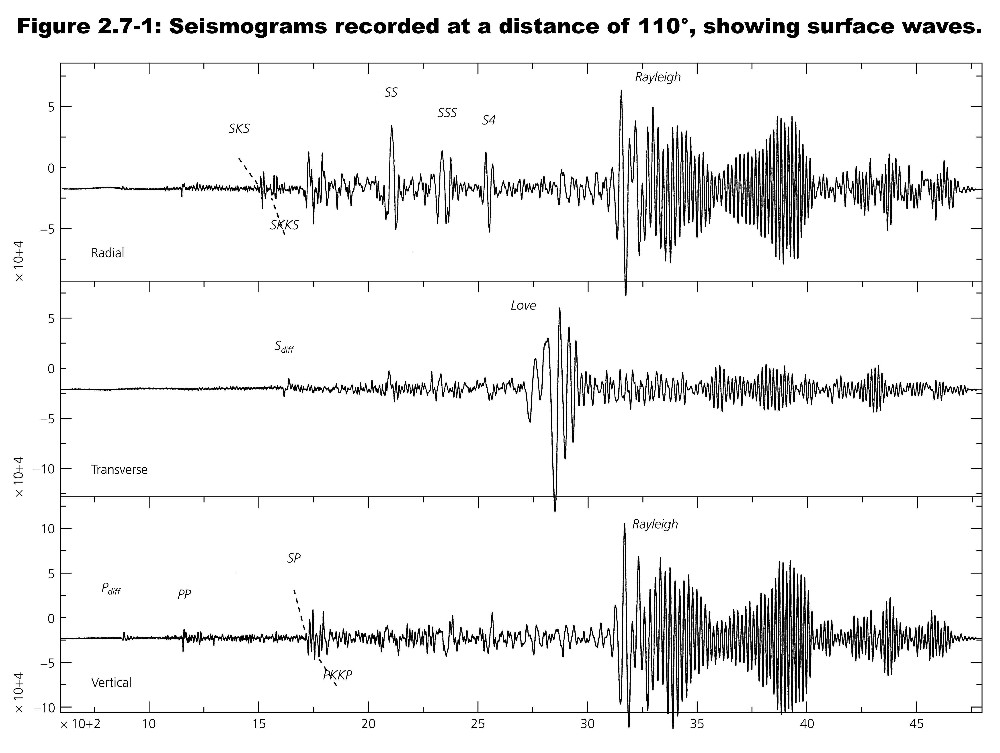 Figure 2.7-1: Seismograms recorded at a distance of 110°, showing surface waves.
Rayleigh
SS
SSS
S4
SKS
5
0
SKKS
−5
Radial
× 10+4
Love
5
Sdiff
0
−5
−10
Transverse
× 10+4
Rayleigh
10
SP
5
Pdiff
PP
0
−5
PKKP
Vertical
−10
× 10+4
× 10+2 10 15 20 25 30 35 40 45